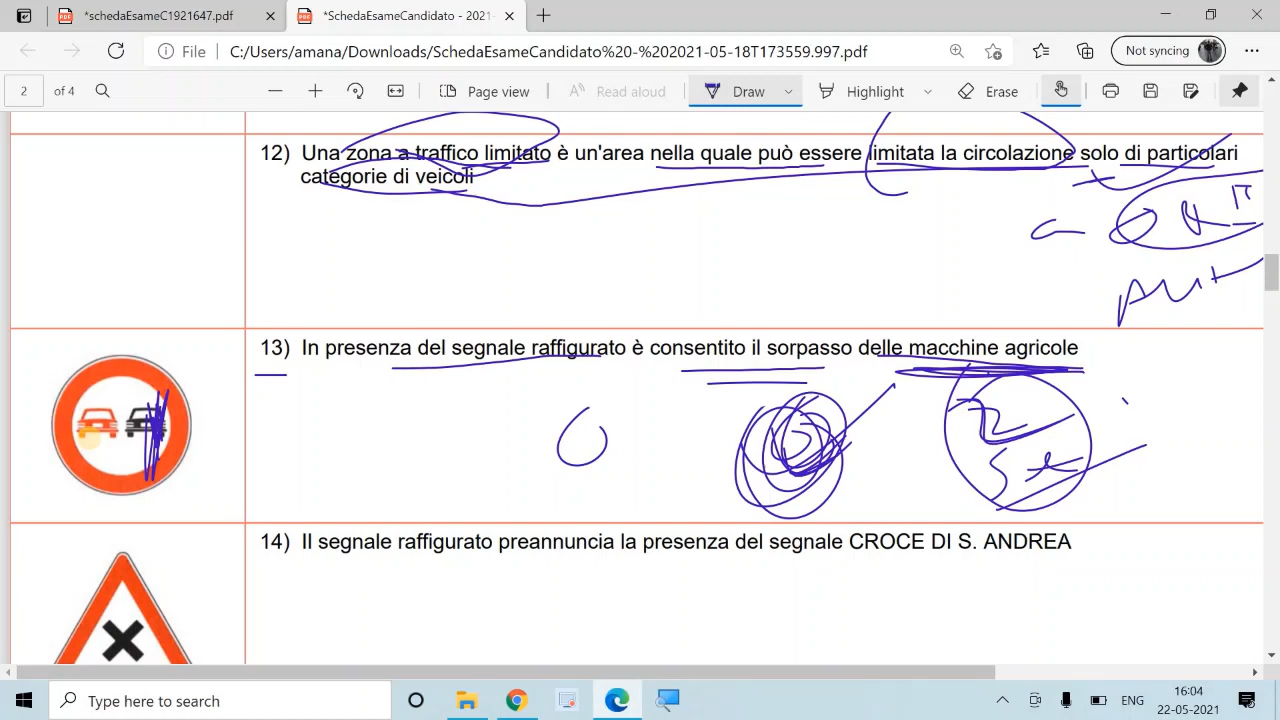 *schedaEsameC1921647.pdf
*SchedaEsameCandidato - 2021-
File
C:/Users/amana/Downloads/SchedaEsameCandidato%20-%202021-05-18T173559.997.pdf
Not syncing
2
of 4
Page view
Read aloud
Draw
Highlight
Erase
12) Una zona a traffico limitato è un'area nella quale può essere limitata la circolazione solo di particolari
categorie di veicoli
13) In presenza del segnale raffigurato è consentito il sorpasso delle macchine agricole
14) Il segnale raffigurato preannuncia la presenza del segnale CROCE DI S. ANDREA
Type here to search
ENG
16:04
22-05-2021